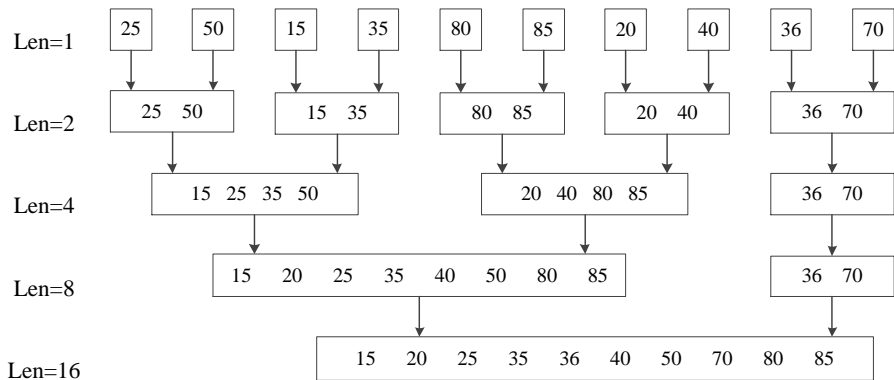 Len=1 25 50 15 35 80 85 20 40 36 70
Len=2 25 50 15 35 80 85 20 40 36 70
Len=4 15 25 35 50 20 40 80 85 36 70
Len=8 15 20 25 35 40 50 80 85 36 70
Len=16 15 20 25 35 36 40 50 70 80 85